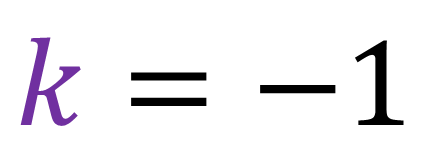 k = −1